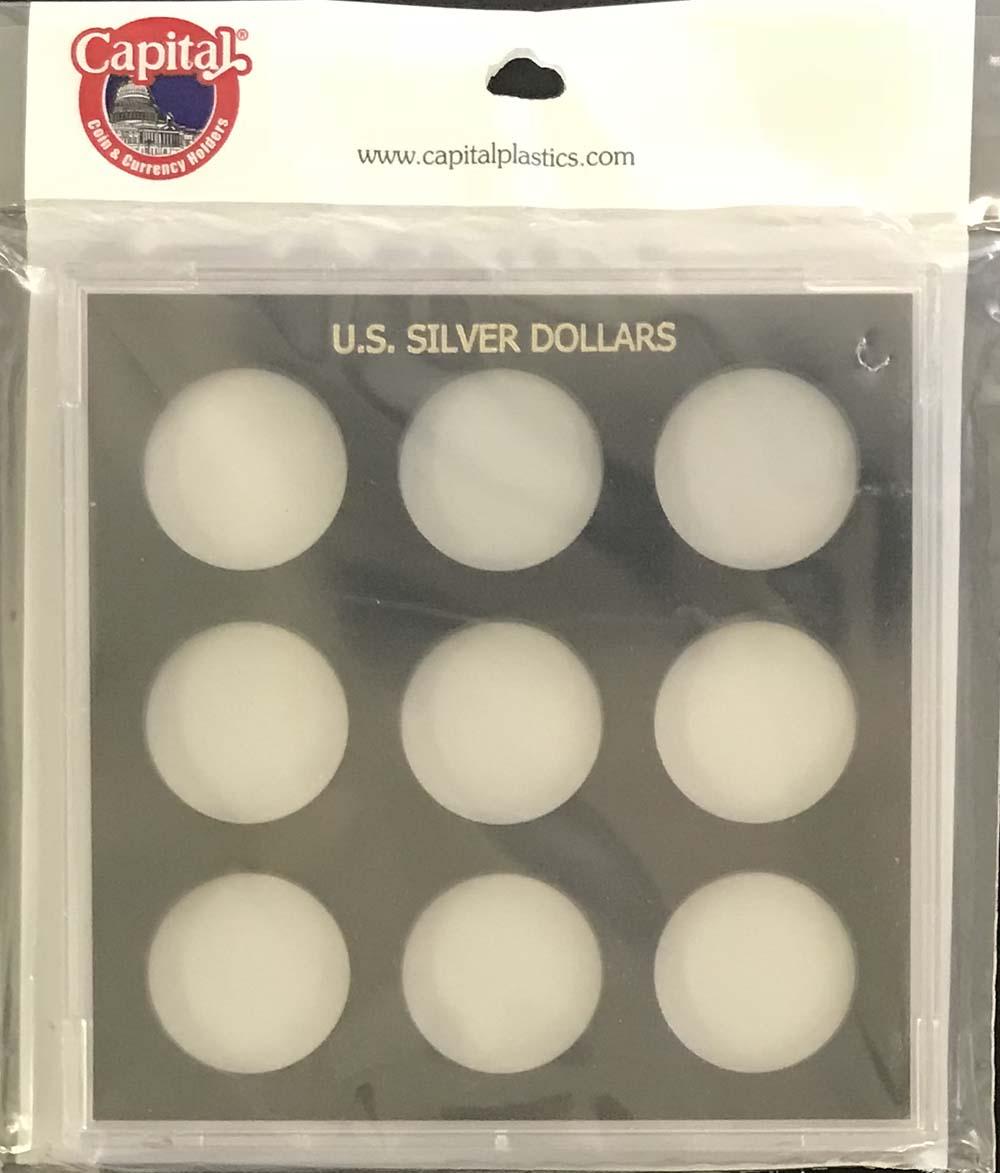 Capital®
Coin & Currency Holders
www.capitalplastics.com
U.S. SILVER DOLLARS